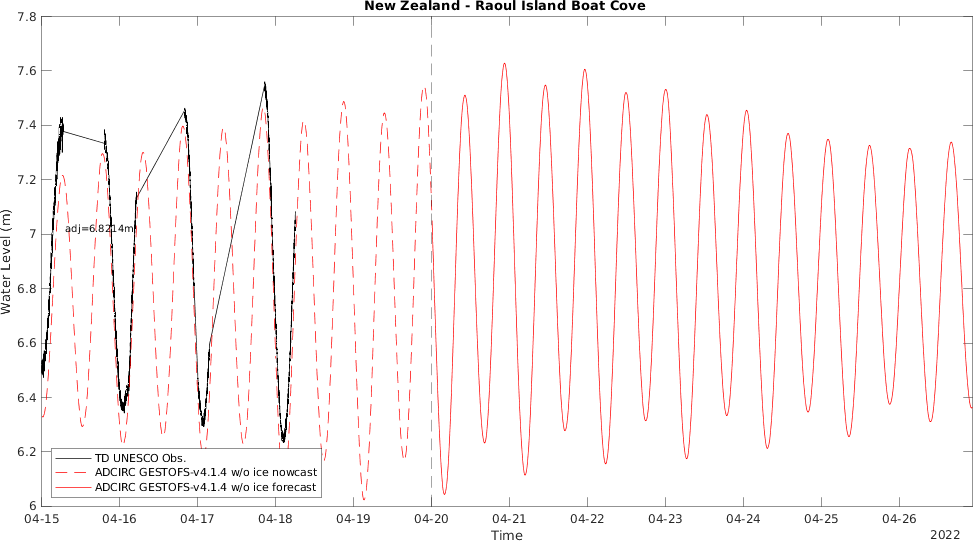 New Zealand - Raoul Island Boat Cove
7.8
7.6
7.4
7.2
7
6.8
6.6
6.4
6.2
6
Water Level (m)
adj=6.8214m
TD UNESCO Obs.
ADCIRC GESTOFS-v4.1.4 w/o ice nowcast
ADCIRC GESTOFS-v4.1.4 w/o ice forecast
04-15 04-16 04-17 04-18 04-19 04-20 04-21 04-22 04-23 04-24 04-25 04-26
Time
2022